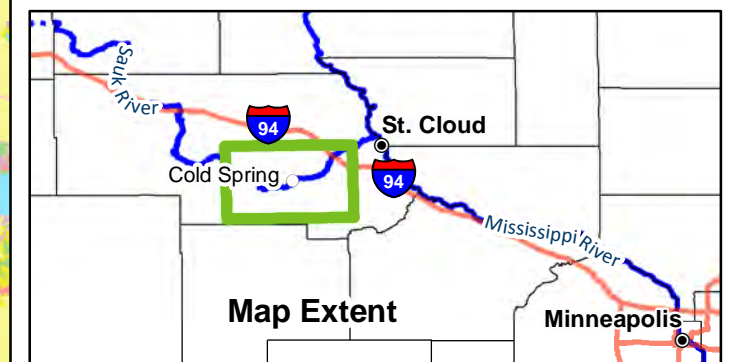 Sauk River
94
St. Cloud
Cold Spring
94
Mississippi River
Map Extent
Minneapolis